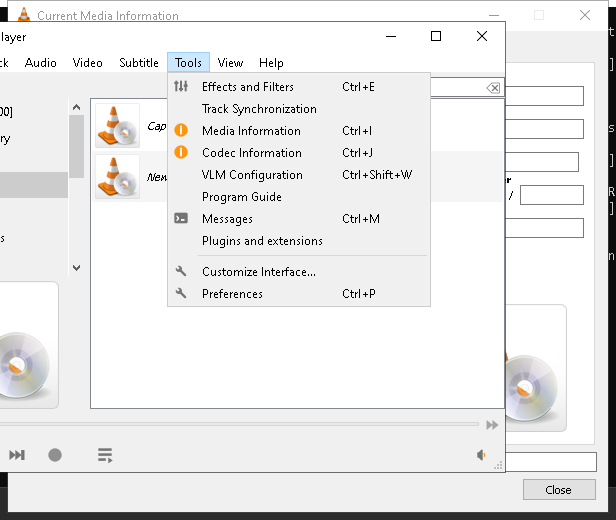 Current Media Information
layer
ck Audio Video Subtitle Tools View Help
Effects and Filters Ctrl+E
Track Synchronization
Media Information Ctrl+I
Codec Information Ctrl+J
VLM Configuration Ctrl+Shift+W
Program Guide
Messages Ctrl+M
Plugins and extensions
Customize Interface...
Preferences Ctrl+P
00]
ry
s
Cap
New
r
/
t
]
s
]
R
]
n
Close